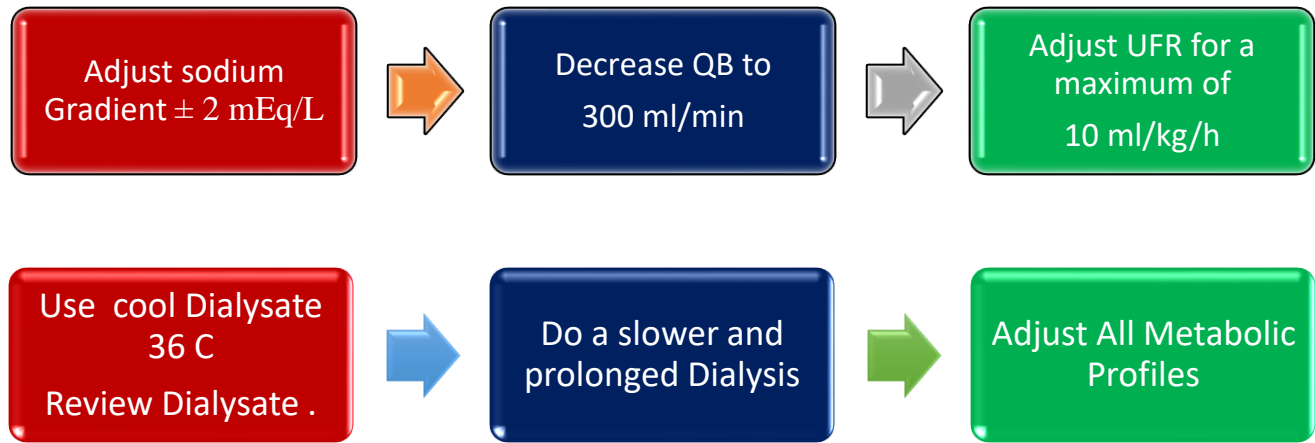 Adjust sodium
Gradient ± 2 mEq/L
Decrease QB to
300 ml/min
Adjust UFR for a
maximum of
10 ml/kg/h
Use  cool Dialysate
36 C
Review Dialysate .
Do a slower and
prolonged Dialysis
Adjust All Metabolic
Profiles